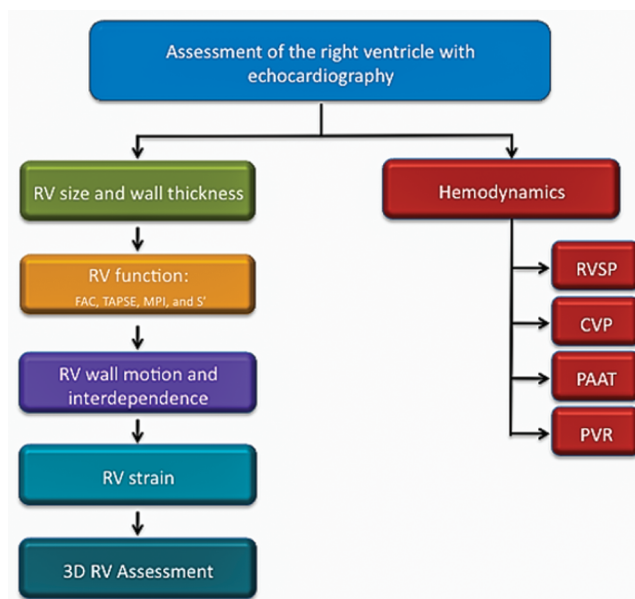 Assessment of the right ventricle with
echocardiography
RV size and wall thickness
RV function:
FAC, TAPSE, MPI, and S'
RV wall motion and
interdependence
RV strain
3D RV Assessment
Hemodynamics
RVSP
CVP
PAAT
PVR